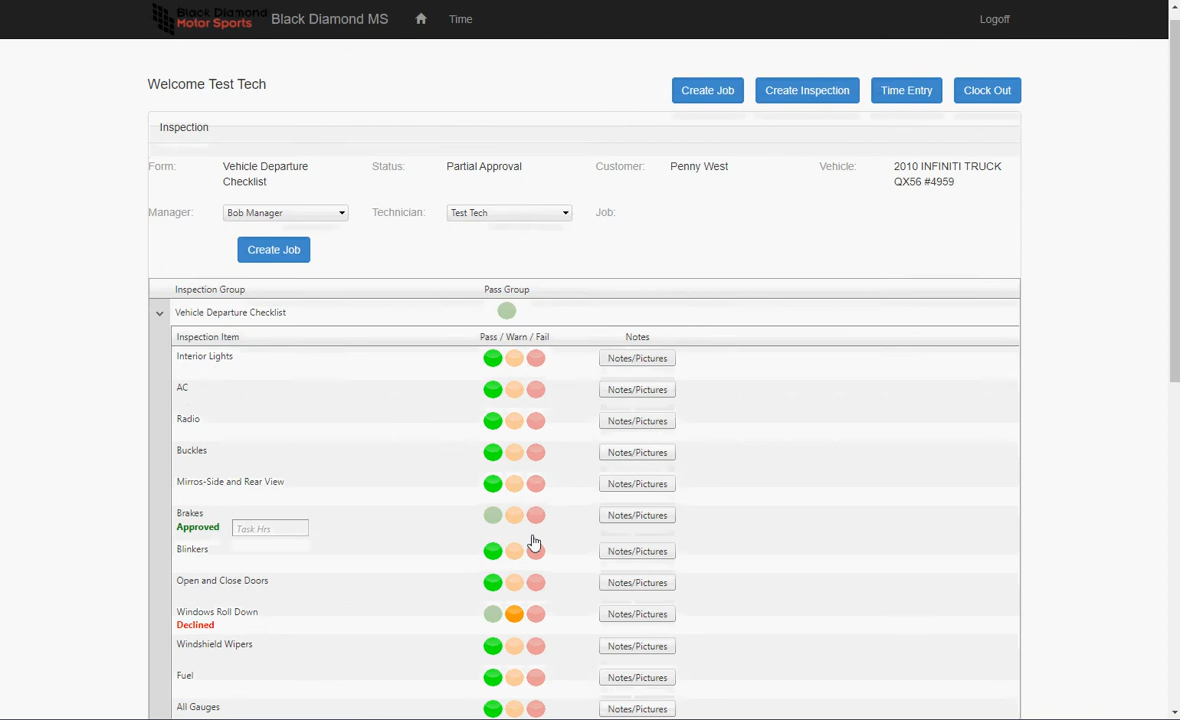 Black Diamond Motor Sports Black Diamond MS Time Logoff
Welcome Test Tech
Create Job Create Inspection Time Entry Clock Out
Inspection
Form: Vehicle Departure Checklist Status: Partial Approval Customer: Penny West Vehicle: 2010 INFINITI TRUCK QX56 #4959
Manager: Bob Manager Technician: Test Tech Job:
Create Job
Inspection Group Pass Group
Vehicle Departure Checklist
Inspection Item Pass / Warn / Fail Notes
Interior Lights Notes/Pictures
AC Notes/Pictures
Radio Notes/Pictures
Buckles Notes/Pictures
Mirros-Side and Rear View Notes/Pictures
Brakes Notes/Pictures
Approved Task Hrs
Blinkers Notes/Pictures
Open and Close Doors Notes/Pictures
Windows Roll Down Notes/Pictures
Declined
Windshield Wipers Notes/Pictures
Fuel Notes/Pictures
All Gauges Notes/Pictures